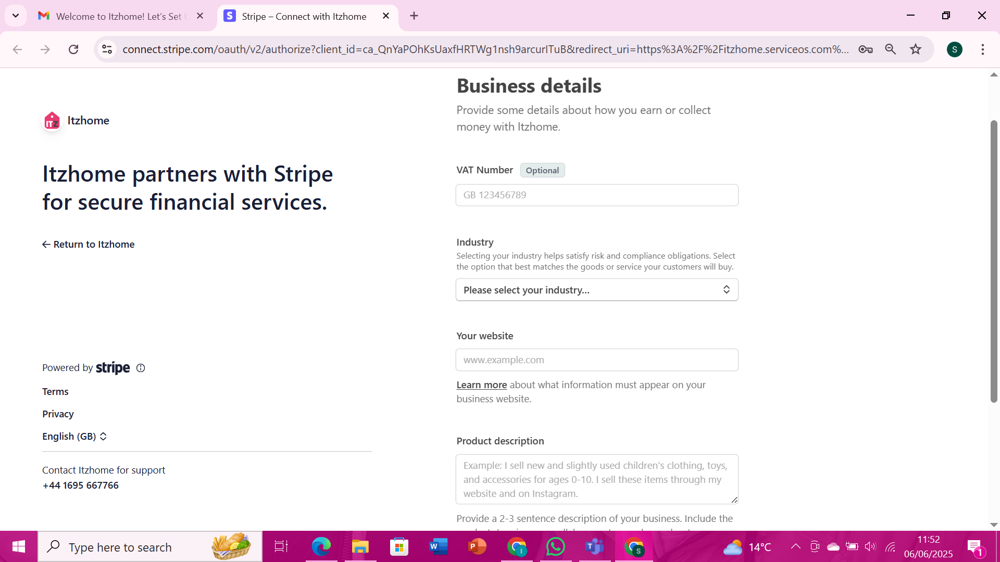 Welcome to Itzhome! Let's Set
Stripe – Connect with Itzhome
connect.stripe.com/oauth/v2/authorize?client_id=ca_QnYaPOhKsUaxfHRTWg1nsh9arcurITuB&redirect_uri=https%3A%2F%2Fitzhome.serviceos.com%...
S
ITZ
Itzhome
Itzhome partners with Stripe
for secure financial services.
← Return to Itzhome
Powered by stripe
Terms
Privacy
English (GB)
Contact Itzhome for support
+44 1695 667766
Business details
Provide some details about how you earn or collect
money with Itzhome.
VAT Number Optional
GB 123456789
Industry
Selecting your industry helps satisfy risk and compliance obligations. Select
the option that best matches the goods or service your customers will buy.
Please select your industry...
Your website
www.example.com
Learn more about what information must appear on your
business website.
Product description
Example: I sell new and slightly used children's clothing, toys,
and accessories for ages 0-10. I sell these items through my
website and on Instagram.
Provide a 2-3 sentence description of your business. Include the
Type here to search
14°C
11:52
06/06/2025
1